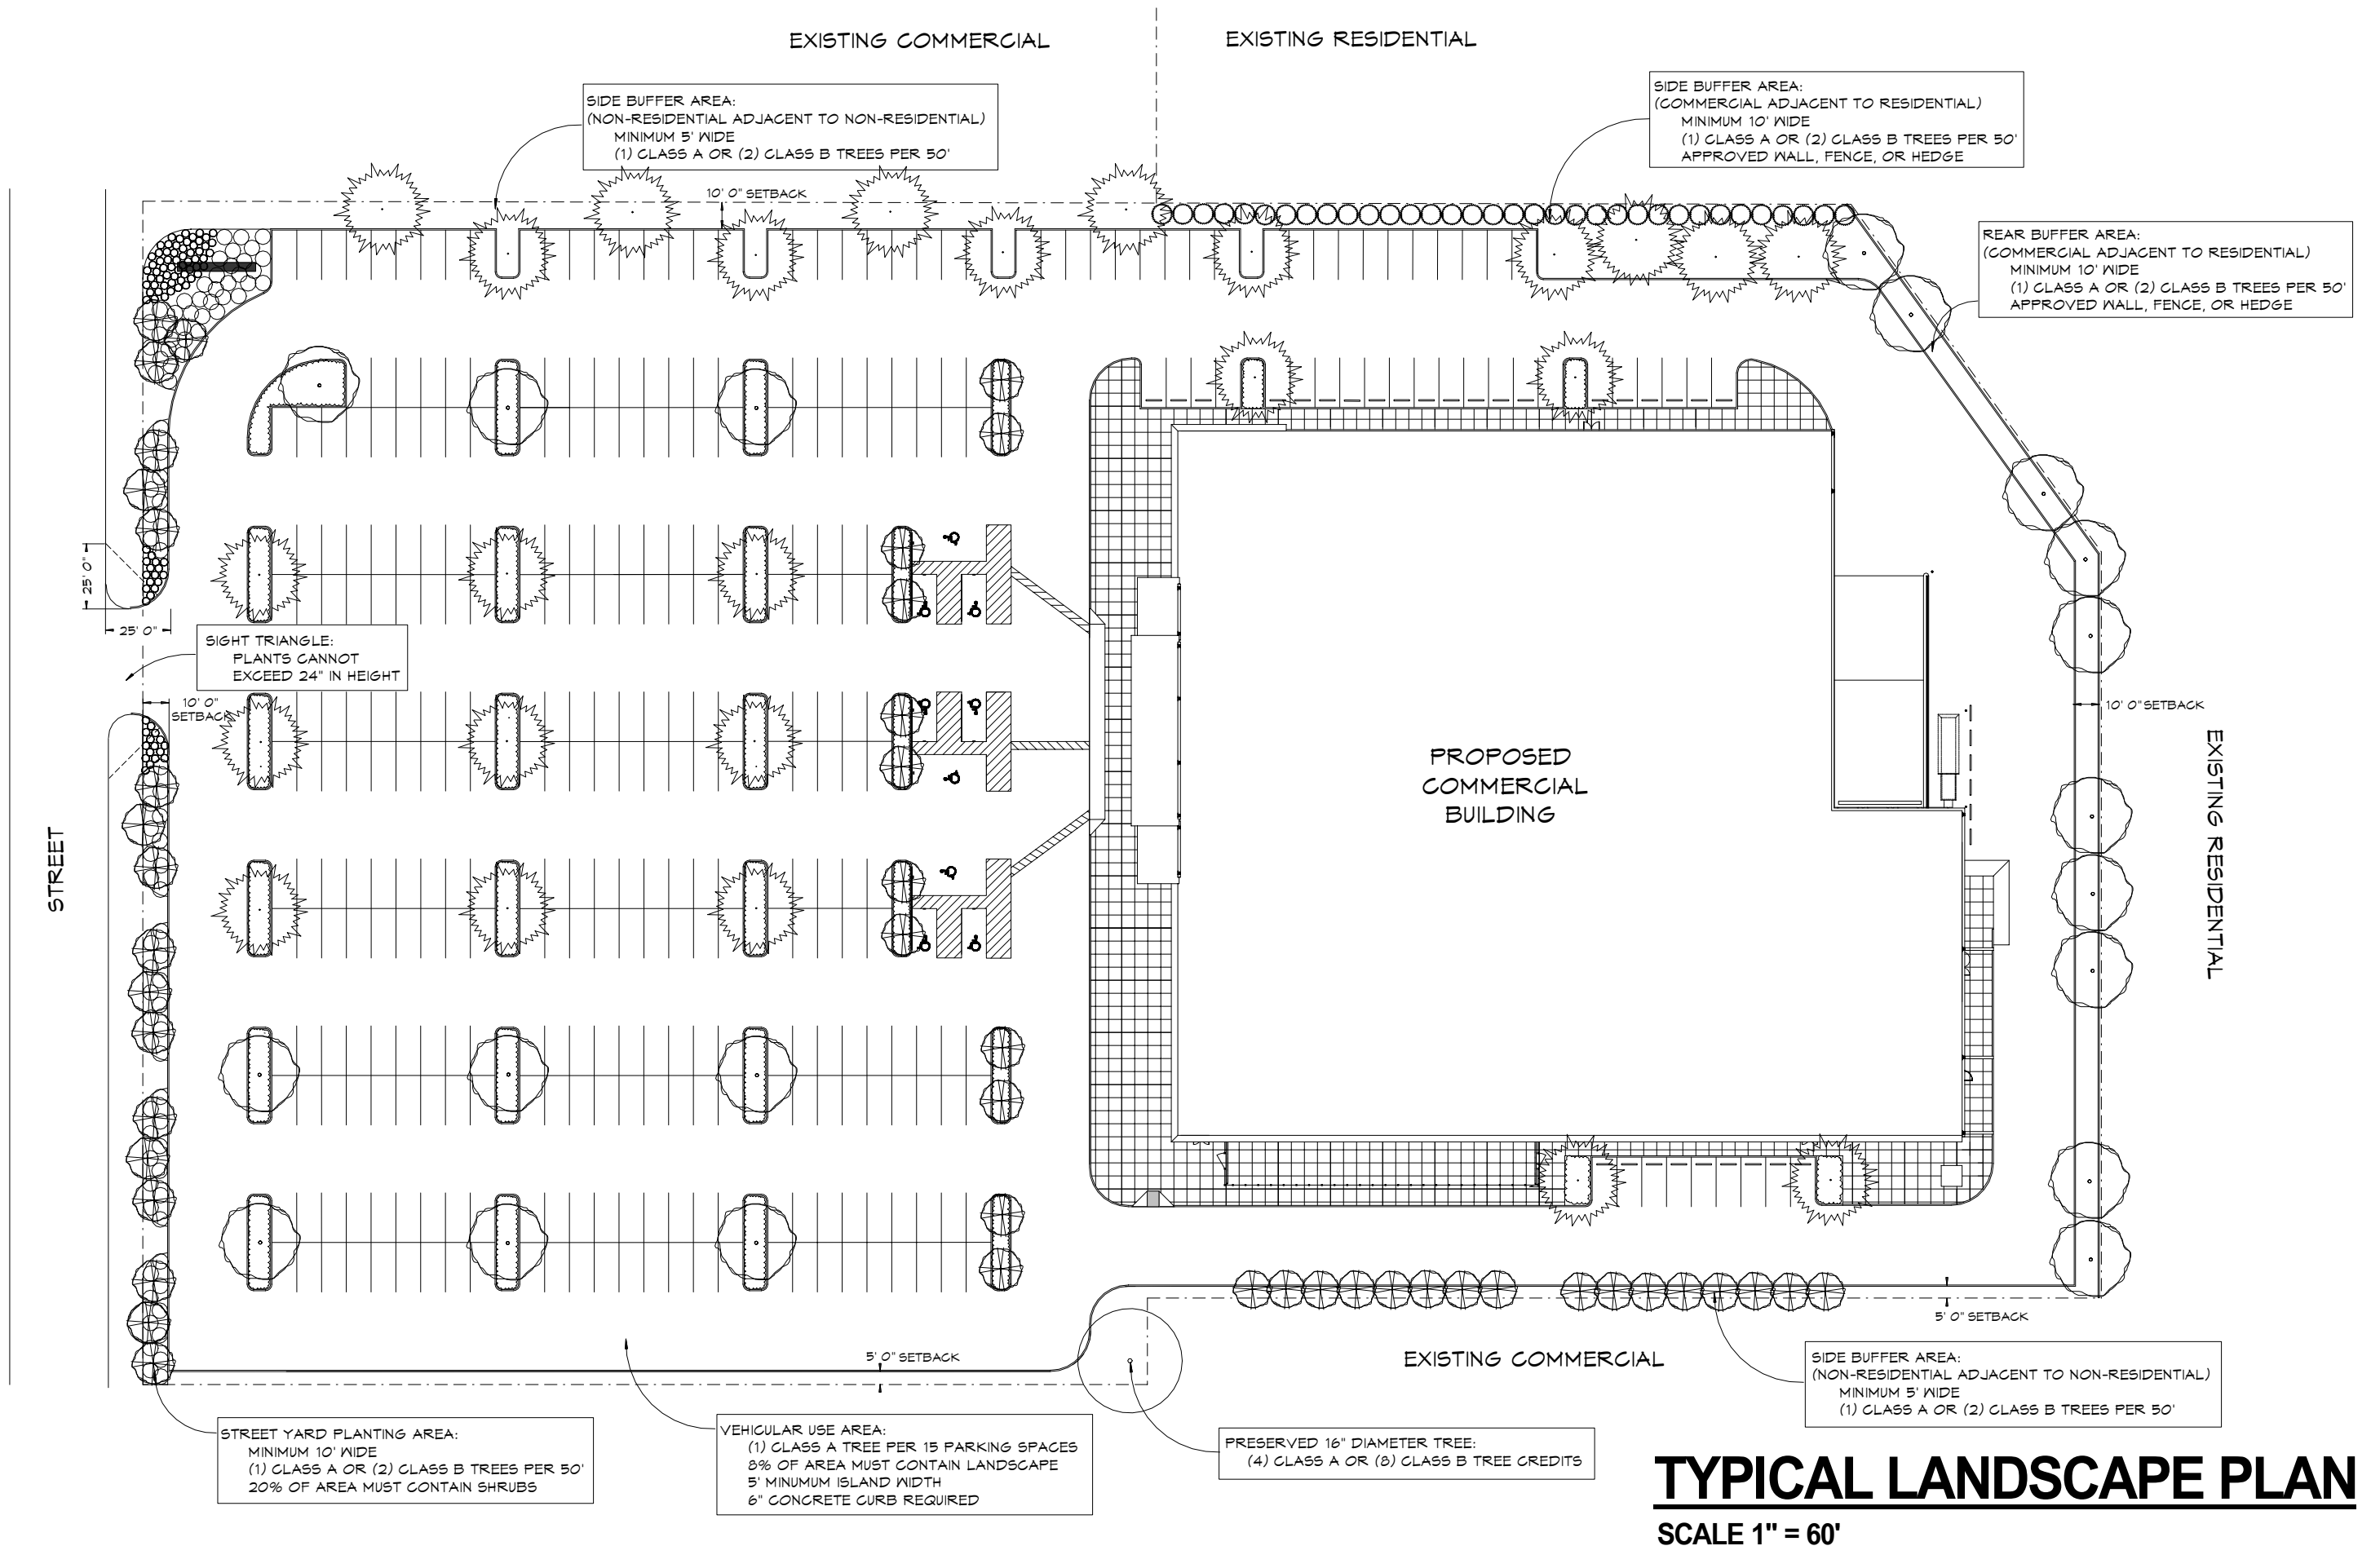 EXISTING COMMERCIAL
EXISTING RESIDENTIAL
SIDE BUFFER AREA:
(NON-RESIDENTIAL ADJACENT TO NON-RESIDENTIAL)
MINIMUM 5' WIDE
(1) CLASS A OR (2) CLASS B TREES PER 50'
SIDE BUFFER AREA:
(COMMERCIAL ADJACENT TO RESIDENTIAL)
MINIMUM 10' WIDE
(1) CLASS A OR (2) CLASS B TREES PER 50'
APPROVED WALL, FENCE, OR HEDGE
10' 0" SETBACK
REAR BUFFER AREA:
(COMMERCIAL ADJACENT TO RESIDENTIAL)
MINIMUM 10' WIDE
(1) CLASS A OR (2) CLASS B TREES PER 50'
APPROVED WALL, FENCE, OR HEDGE
25' 0"
25' 0"
SIGHT TRIANGLE:
PLANTS CANNOT
EXCEED 24" IN HEIGHT
10' 0"
SETBACK
10' 0" SETBACK
PROPOSED
COMMERCIAL
BUILDING
STREET
EXISTING RESIDENTIAL
5' 0" SETBACK
5' 0" SETBACK
EXISTING COMMERCIAL
SIDE BUFFER AREA:
(NON-RESIDENTIAL ADJACENT TO NON-RESIDENTIAL)
MINIMUM 5' WIDE
(1) CLASS A OR (2) CLASS B TREES PER 50'
STREET YARD PLANTING AREA:
MINIMUM 10' WIDE
(1) CLASS A OR (2) CLASS B TREES PER 50'
20% OF AREA MUST CONTAIN SHRUBS
VEHICULAR USE AREA:
(1) CLASS A TREE PER 15 PARKING SPACES
8% OF AREA MUST CONTAIN LANDSCAPE
5' MINUMUM ISLAND WIDTH
6" CONCRETE CURB REQUIRED
PRESERVED 16" DIAMETER TREE:
(4) CLASS A OR (8) CLASS B TREE CREDITS
TYPICAL LANDSCAPE PLAN
SCALE 1" = 60'